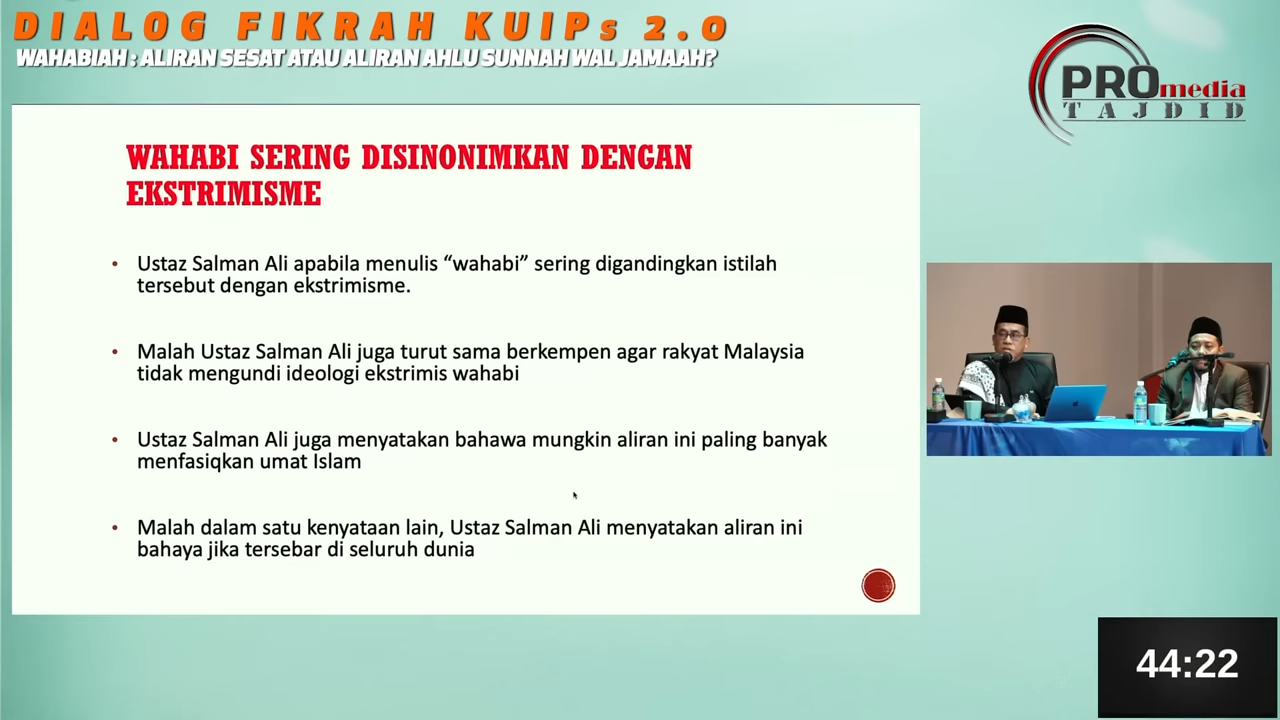 DIALOG FIKRAH KUIPs 2.0
WAHABIAH : ALIRAN SESAT ATAU ALIRAN AHLU SUNNAH WAL JAMAAH?
PROmedia
TAJDID
WAHABI SERING DISINONIMKAN DENGAN
EKSTRIMISME
• Ustaz Salman Ali apabila menulis “wahabi” sering digandingkan istilah
tersebut dengan ekstrimisme.
• Malah Ustaz Salman Ali juga turut sama berkempen agar rakyat Malaysia
tidak mengundi ideologi ekstrimis wahabi
• Ustaz Salman Ali juga menyatakan bahawa mungkin aliran ini paling banyak
menfasiqkan umat Islam
• Malah dalam satu kenyataan lain, Ustaz Salman Ali menyatakan aliran ini
bahaya jika tersebar di seluruh dunia
44:22